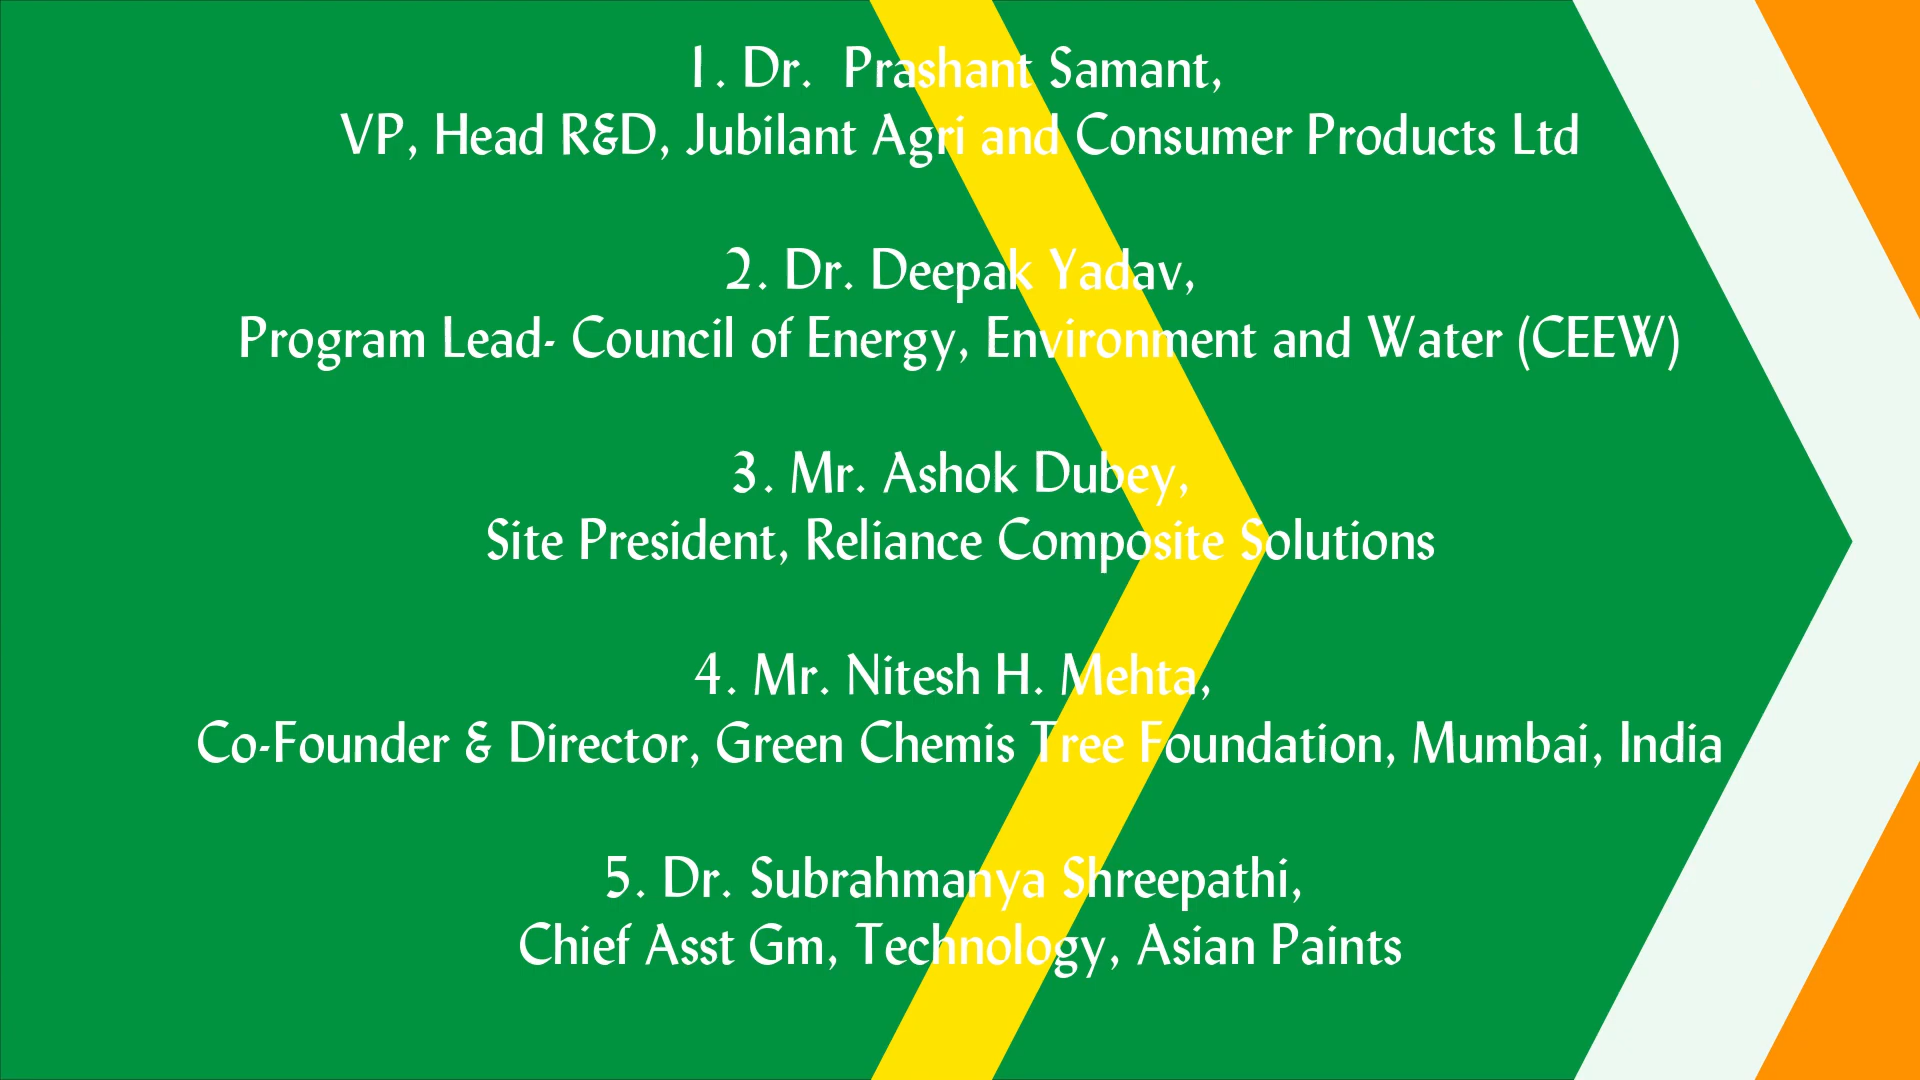 1. Dr.  Prashant Samant,
VP, Head R&D, Jubilant Agri and Consumer Products Ltd
2. Dr. Deepak Yadav,
Program Lead- Council of Energy, Environment and Water (CEEW)
3. Mr. Ashok Dubey,
Site President, Reliance Composite Solutions
4. Mr. Nitesh H. Mehta,
Co-Founder & Director, Green Chemis Tree Foundation, Mumbai, India
5. Dr. Subrahmanya Shreepathi,
Chief Asst Gm, Technology, Asian Paints